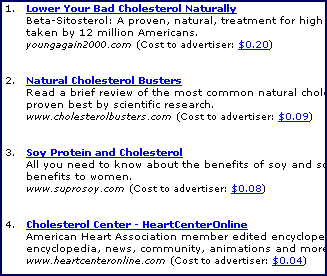 1. Lower Your Bad Cholesterol Naturally
Beta-Sitosterol: A proven, natural, treatment for high
taken by 12 million Americans.
youngagain2000.com (Cost to advertiser: $0.20)
2. Natural Cholesterol Busters
Read a brief review of the most common natural
proven best by scientific research.
www.cholesterolbusters.com (Cost to advertiser: $0.09)
3. Soy Protein and Cholesterol
All you need to know about the benefits of soy and
benefits to women.
www.suprosoy.com (Cost to advertiser: $0.08)
4. Cholesterol Center - HeartCenterOnline
American Heart Association member edited
encyclopedia, news, community, animations and more
www.heartcenteronline.com (Cost to advertiser: $0.04)